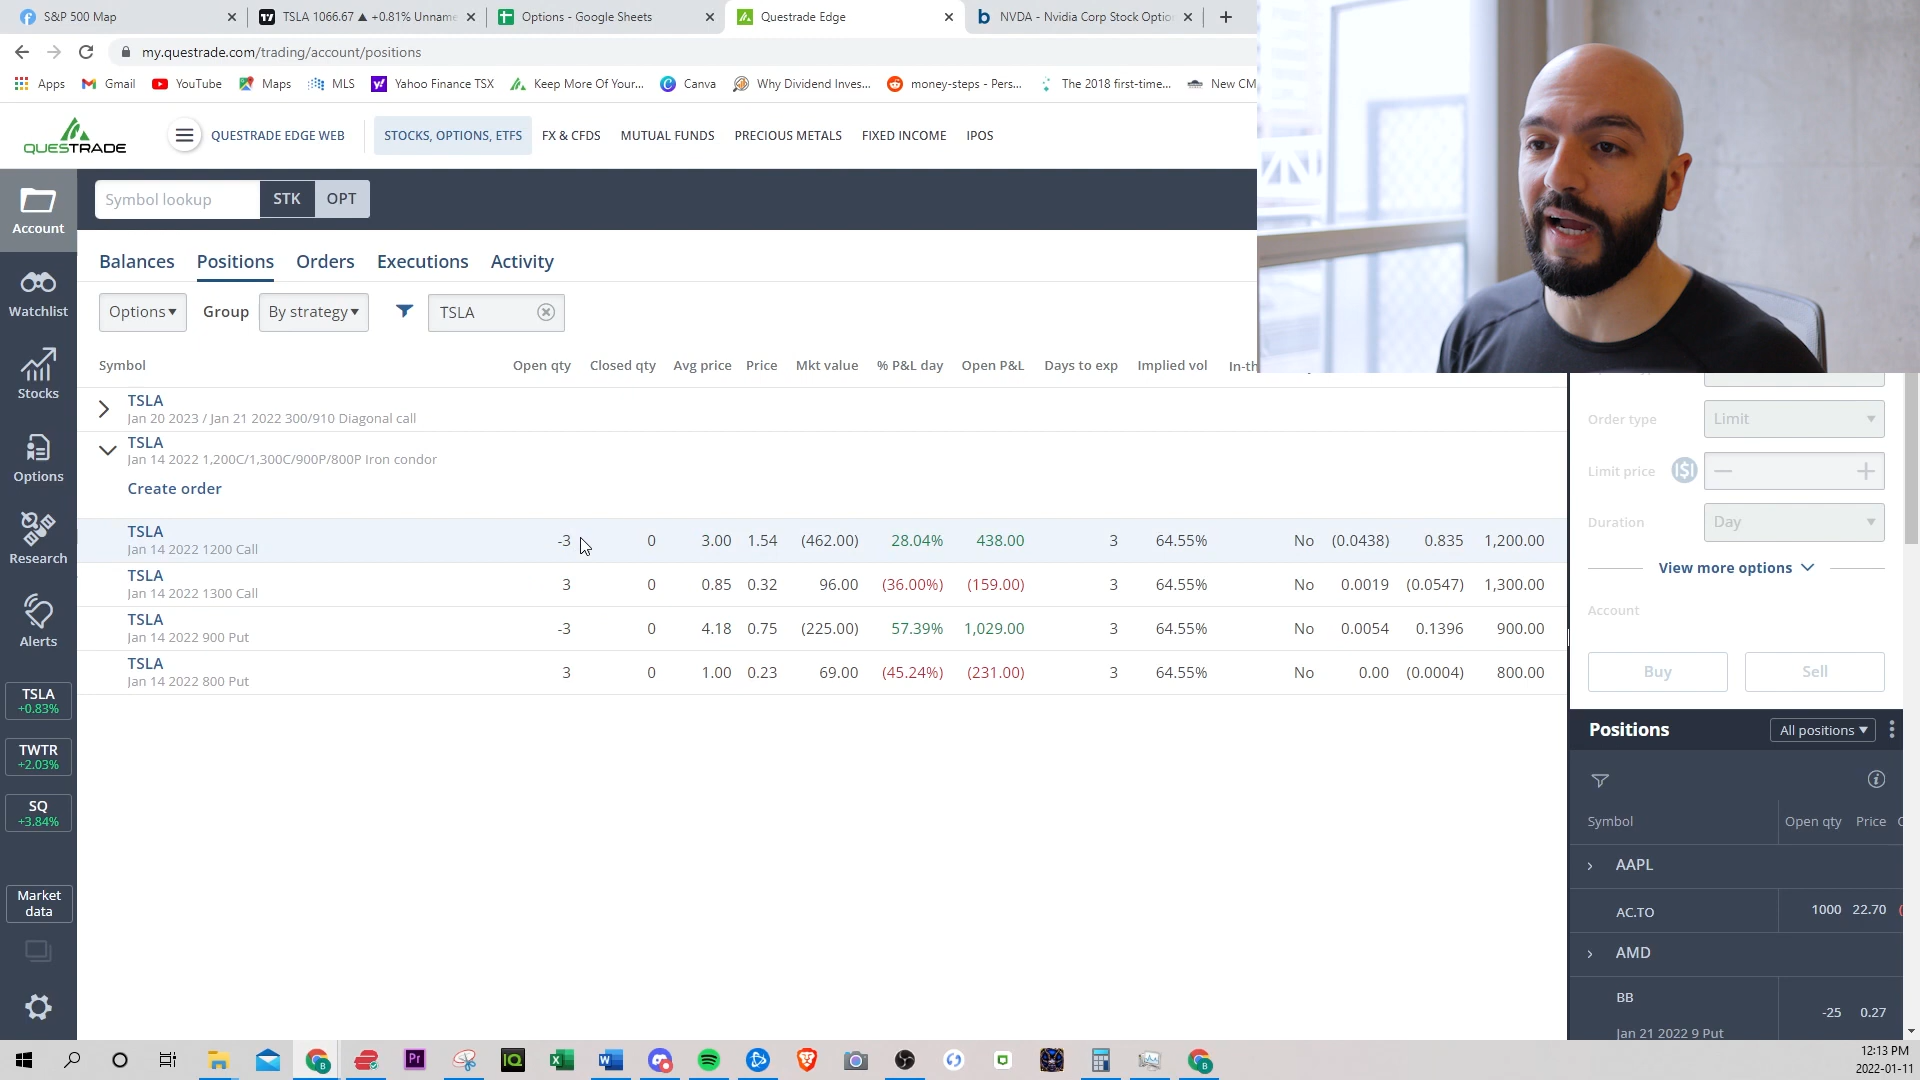 S&P 500 Map
TSLA 1066.67 ▲ +0.81% Unname
Options - Google Sheets
Questrade Edge
NVDA - Nvidia Corp Stock Optio
my.questrade.com/trading/account/positions
Apps
Gmail
YouTube
Maps
MLS
Yahoo Finance TSX
Keep More Of Your...
Canva
Why Dividend Inves...
money-steps - Pers...
The 2018 first-time...
New CM
QUESTRADE
QUESTRADE EDGE WEB
STOCKS, OPTIONS, ETFS
FX & CFDS
MUTUAL FUNDS
PRECIOUS METALS
FIXED INCOME
IPOS
Account
Symbol lookup
STK
OPT
Balances
Positions
Orders
Executions
Activity
Options
Group
By strategy
TSLA
Symbol Open qty Closed qty Avg price Price Mkt value % P&L day Open P&L Days to exp Implied vol In-th
TSLA
Jan 20 2023 / Jan 21 2022 300/910 Diagonal call
TSLA
Jan 14 2022 1,200C/1,300C/900P/800P Iron condor
Create order
TSLA
Jan 14 2022 1200 Call
-3 0 3.00 1.54 (462.00) 28.04% 438.00 3 64.55% No (0.0438) 0.835 1,200.00
TSLA
Jan 14 2022 1300 Call
3 0 0.85 0.32 96.00 (36.00%) (159.00) 3 64.55% No 0.0019 (0.0547) 1,300.00
TSLA
Jan 14 2022 900 Put
-3 0 4.18 0.75 (225.00) 57.39% 1,029.00 3 64.55% No 0.0054 0.1396 900.00
TSLA
Jan 14 2022 800 Put
3 0 1.00 0.23 69.00 (45.24%) (231.00) 3 64.55% No 0.00 (0.0004) 800.00
Watchlist
Stocks
Options
Research
Alerts
TSLA
+0.83%
TWTR
+2.03%
SQ
+3.84%
Market
data
Order type
Limit
Limit price
Duration
Day
View more options
Account
Buy
Sell
Positions
All positions
Symbol Open qty Price
AAPL
AC.TO 1000 22.70
AMD
BB
Jan 21 2022 9 Put
-25 0.27
12:13 PM
2022-01-11